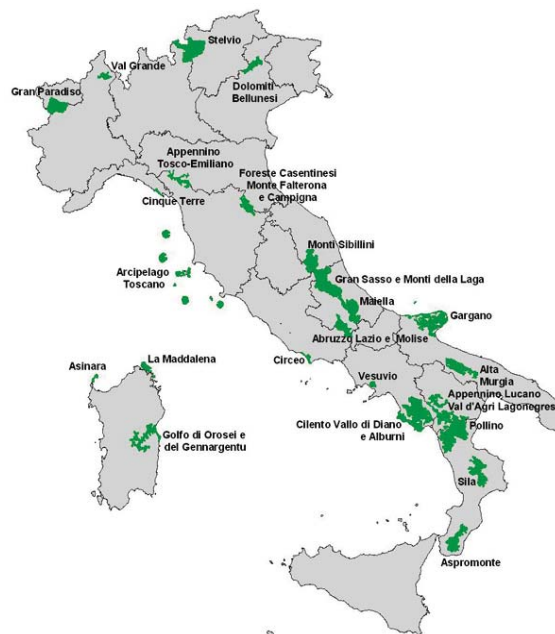 Stelvio
Val Grande
Gran Paradiso
Dolomiti
Bellunesi
Appennino
Tosco-Emiliano
Foreste Casentinesi
Monte Falterona
e Campigna
Cinque Terre
Monti Sibillini
Arcipelago
Toscano
Gran Sasso e Monti della Laga
Maiella
Gargano
Abruzzo Lazio e Molise
Circeo
La Maddalena
Asinara
Vesuvio
Alta
Murgia
Appennino Lucano
Val d'Agri Lagonegrese
Cilento Vallo di Diano
e Alburni
Pollino
Golfo di Orosei e
del Gennargentu
Sila
Aspromonte